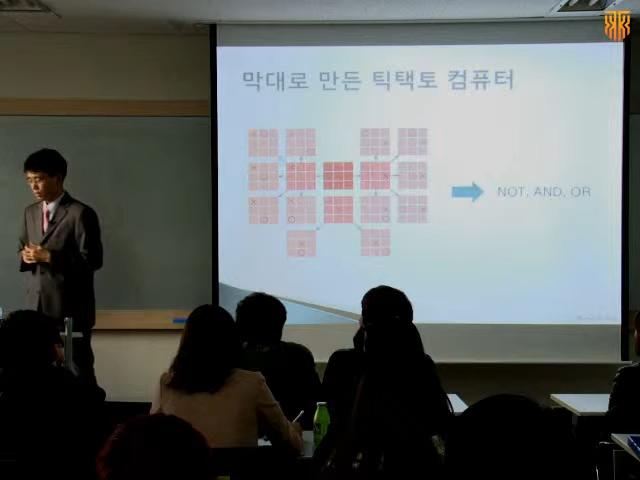 막대로 만든 틱택토 컴퓨터
NOT, AND, OR